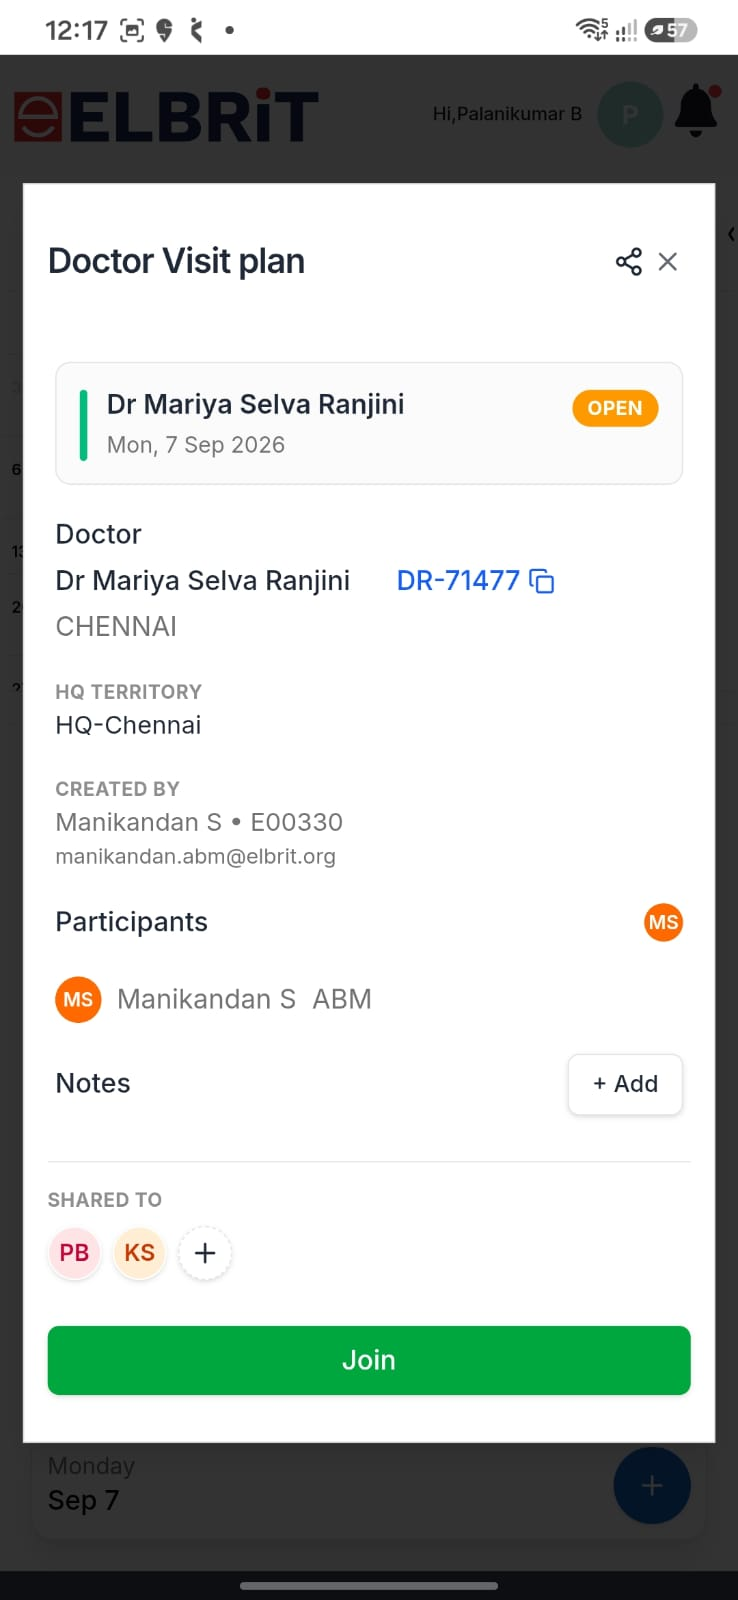 12:17
5
57
ELBRiT
Hi,Palanikumar B
P
Doctor Visit plan
Dr Mariya Selva Ranjini
OPEN
Mon, 7 Sep 2026
Doctor
Dr Mariya Selva Ranjini DR-71477
CHENNAI
HQ TERRITORY
HQ-Chennai
CREATED BY
Manikandan S • E00330
manikandan.abm@elbrit.org
Participants
MS
MS Manikandan S ABM
Notes
+ Add
SHARED TO
PB KS +
Join
Monday
Sep 7
+